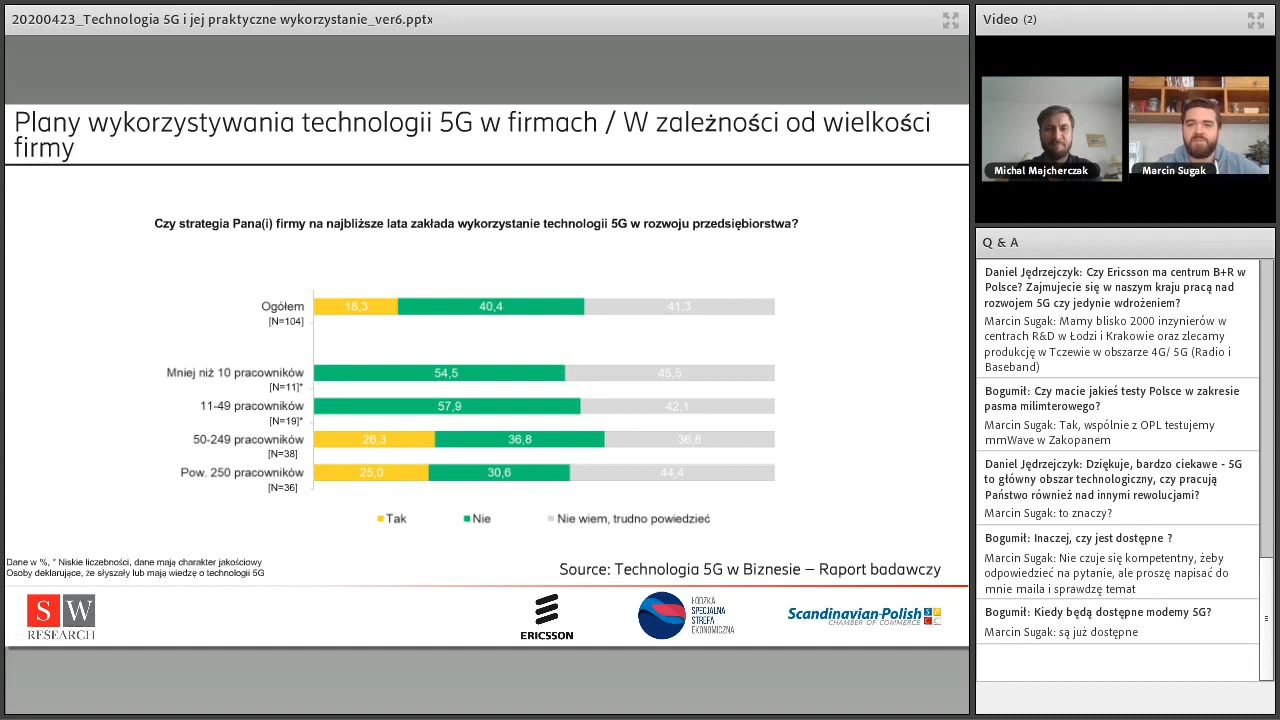 20200423_Technologia 5G i jej praktyczne wykorzystanie_ver6.pptx
Plany wykorzystywania technologii 5G w firmach / W zależności od wielkości
firmy
Czy strategia Pana(i) firmy na najbliższe lata zakłada wykorzystanie technologii 5G w rozwoju przedsiębiorstwa?
Ogółem 18,3 40,4 41,3
[N=104]
Mniej niż 10 pracowników 54,5 45,5
[N=11]*
11-49 pracowników 57,9 42,1
[N=19]*
50-249 pracowników 26,3 36,8 36,8
[N=38]
Pow. 250 pracowników 25,0 30,6 44,4
[N=36]
Tak Nie Nie wiem, trudno powiedzieć
Dane w %, * Niskie liczebności, dane mają charakter jakościowy
Osoby deklarujące, że słyszały lub mają wiedzę o technologii 5G
Source: Technologia 5G w Biznesie – Raport badawczy
S W
RESEARCH
ERICSSON
ŁÓDZKA
SPECJALNA
STREFA
EKONOMICZNA
Scandinavian-Polish
CHAMBER OF COMMERCE
Video (2)
Michal Majcherczak
Marcin Sugak
Q & A
Daniel Jędrzejczyk: Czy Ericsson ma centrum B+R w
Polsce? Zajmujecie się w naszym kraju pracą nad
rozwojem 5G czy jedynie wdrożeniem?
Marcin Sugak: Mamy blisko 2000 inzynierów w
centrach R&D w Łodzi i Krakowie oraz zlecamy
produkcję w Tczewie w obszarze 4G/ 5G (Radio i
Baseband)
Bogumił: Czy macie jakieś testy Polsce w zakresie
pasma milimterowego?
Marcin Sugak: Tak, wspólnie z OPL testujemy
mmWave w Zakopanem
Daniel Jędrzejczyk: Dziękuje, bardzo ciekawe - 5G
to główny obszar technologiczny, czy pracują
Państwo również nad innymi rewolucjami?
Marcin Sugak: to znaczy?
Bogumił: Inaczej, czy jest dostępne ?
Marcin Sugak: Nie czuje się kompetentny, żeby
odpowiedzieć na pytanie, ale proszę napisać do
mnie maila i sprawdzę temat
Bogumił: Kiedy będą dostępne modemy 5G?
Marcin Sugak: są już dostępne